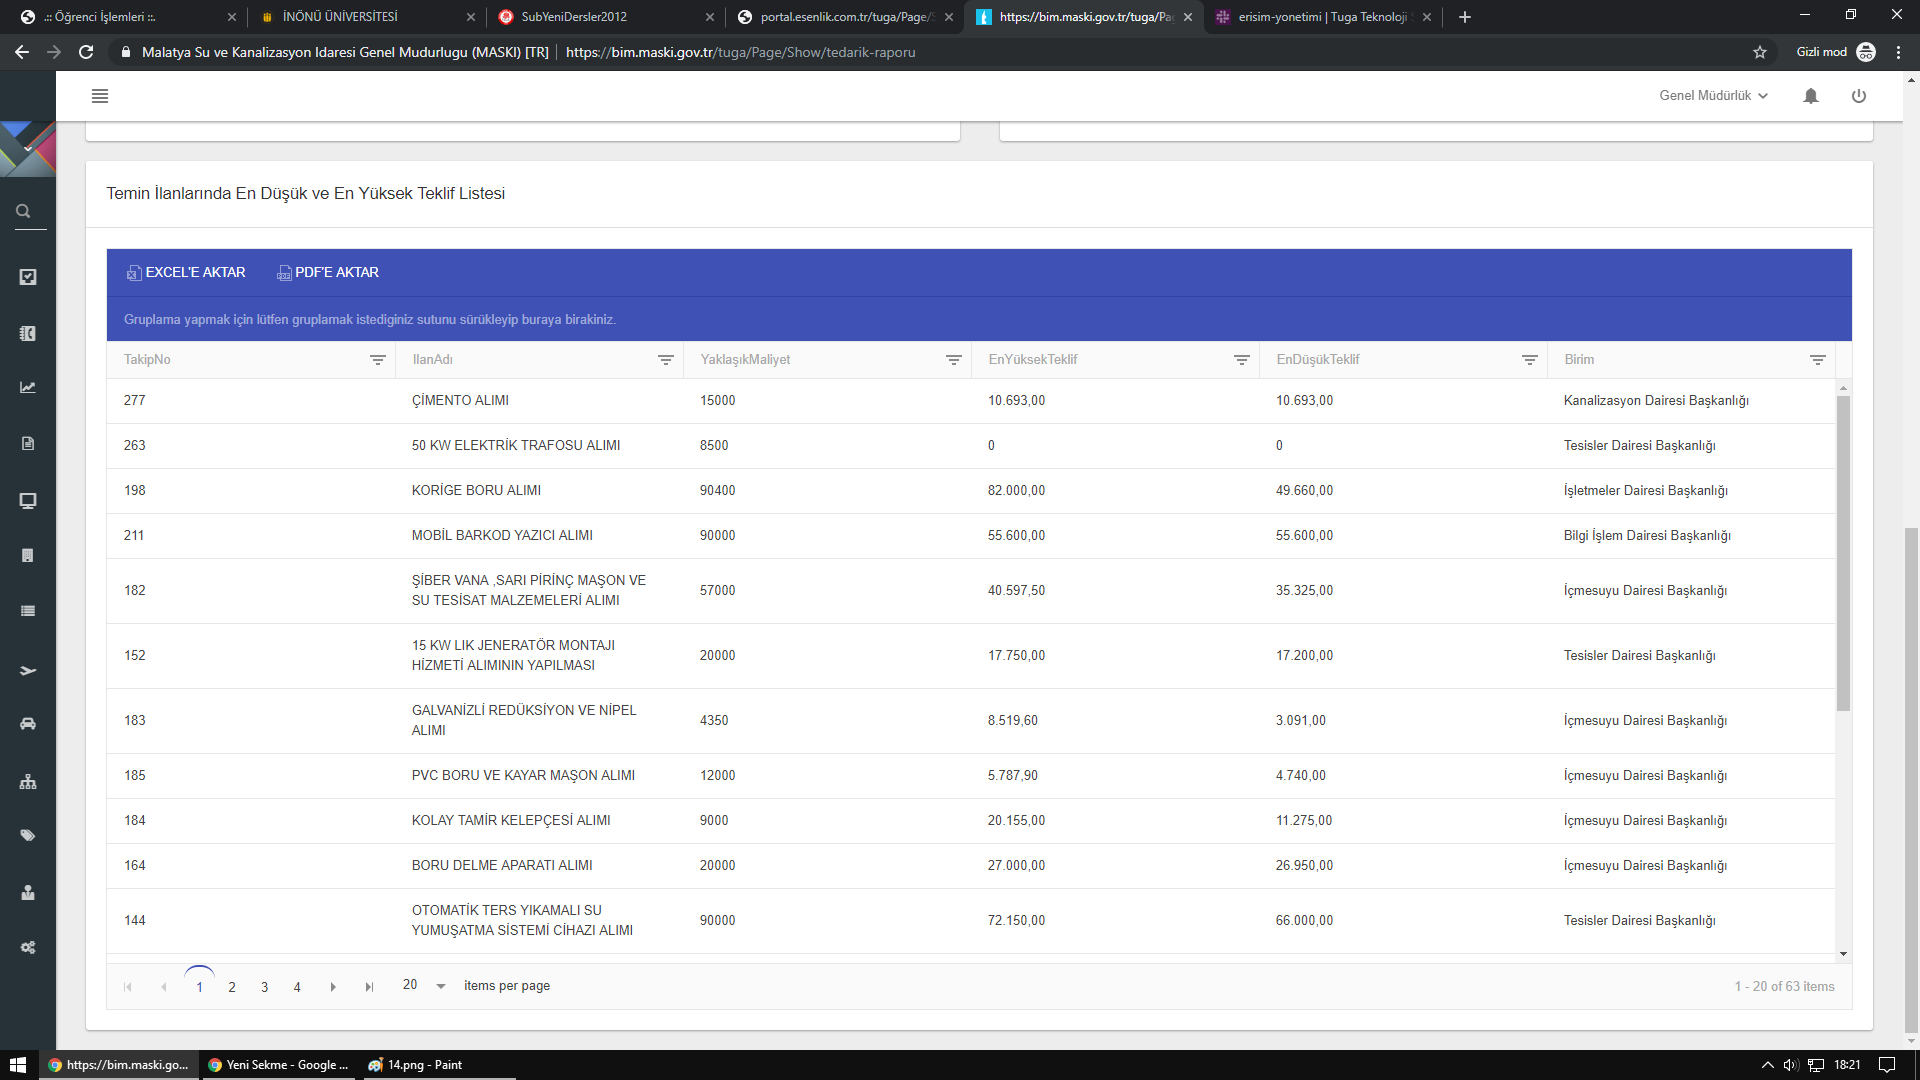 .:: Öğrenci İşlemleri ::.
İNÖNÜ ÜNİVERSİTESİ
SubYeniDersler2012
portal.esenlik.com.tr/tuga/Page/
https://bim.maski.gov.tr/tuga/Pa
erisim-yonetimi | Tuga Teknoloji
Malatya Su ve Kanalizasyon Idaresi Genel Mudurlugu (MASKI) [TR]
https://bim.maski.gov.tr/tuga/Page/Show/tedarik-raporu
Gizli mod
Genel Müdürlük
Temin İlanlarında En Düşük ve En Yüksek Teklif Listesi
EXCEL'E AKTAR PDF'E AKTAR
Gruplama yapmak için lütfen gruplamak istediginiz sutunu sürükleyip buraya birakiniz.
TakipNo IlanAdı YaklaşıkMaliyet EnYüksekTeklif EnDüşükTeklif Birim
277 ÇİMENTO ALIMI 15000 10.693,00 10.693,00 Kanalizasyon Dairesi Başkanlığı
263 50 KW ELEKTRİK TRAFOSU ALIMI 8500 0 0 Tesisler Dairesi Başkanlığı
198 KORİGE BORU ALIMI 90400 82.000,00 49.660,00 İşletmeler Dairesi Başkanlığı
211 MOBİL BARKOD YAZICI ALIMI 90000 55.600,00 55.600,00 Bilgi İşlem Dairesi Başkanlığı
182 ŞİBER VANA ,SARI PİRİNÇ MAŞON VE
SU TESİSAT MALZEMELERİ ALIMI 57000 40.597,50 35.325,00 İçmesuyu Dairesi Başkanlığı
152 15 KW LIK JENERATÖR MONTAJI
HİZMETİ ALIMININ YAPILMASI 20000 17.750,00 17.200,00 Tesisler Dairesi Başkanlığı
183 GALVANİZLİ REDÜKSİYON VE NİPEL
ALIMI 4350 8.519,60 3.091,00 İçmesuyu Dairesi Başkanlığı
185 PVC BORU VE KAYAR MAŞON ALIMI 12000 5.787,90 4.740,00 İçmesuyu Dairesi Başkanlığı
184 KOLAY TAMİR KELEPÇESİ ALIMI 9000 20.155,00 11.275,00 İçmesuyu Dairesi Başkanlığı
164 BORU DELME APARATI ALIMI 20000 27.000,00 26.950,00 İçmesuyu Dairesi Başkanlığı
144 OTOMATİK TERS YIKAMALI SU
YUMUŞATMA SİSTEMİ CİHAZI ALIMI 90000 72.150,00 66.000,00 Tesisler Dairesi Başkanlığı
1 2 3 4 20 items per page 1 - 20 of 63 items
https://bim.maski.go...
Yeni Sekme - Google ...
14.png - Paint
18:21